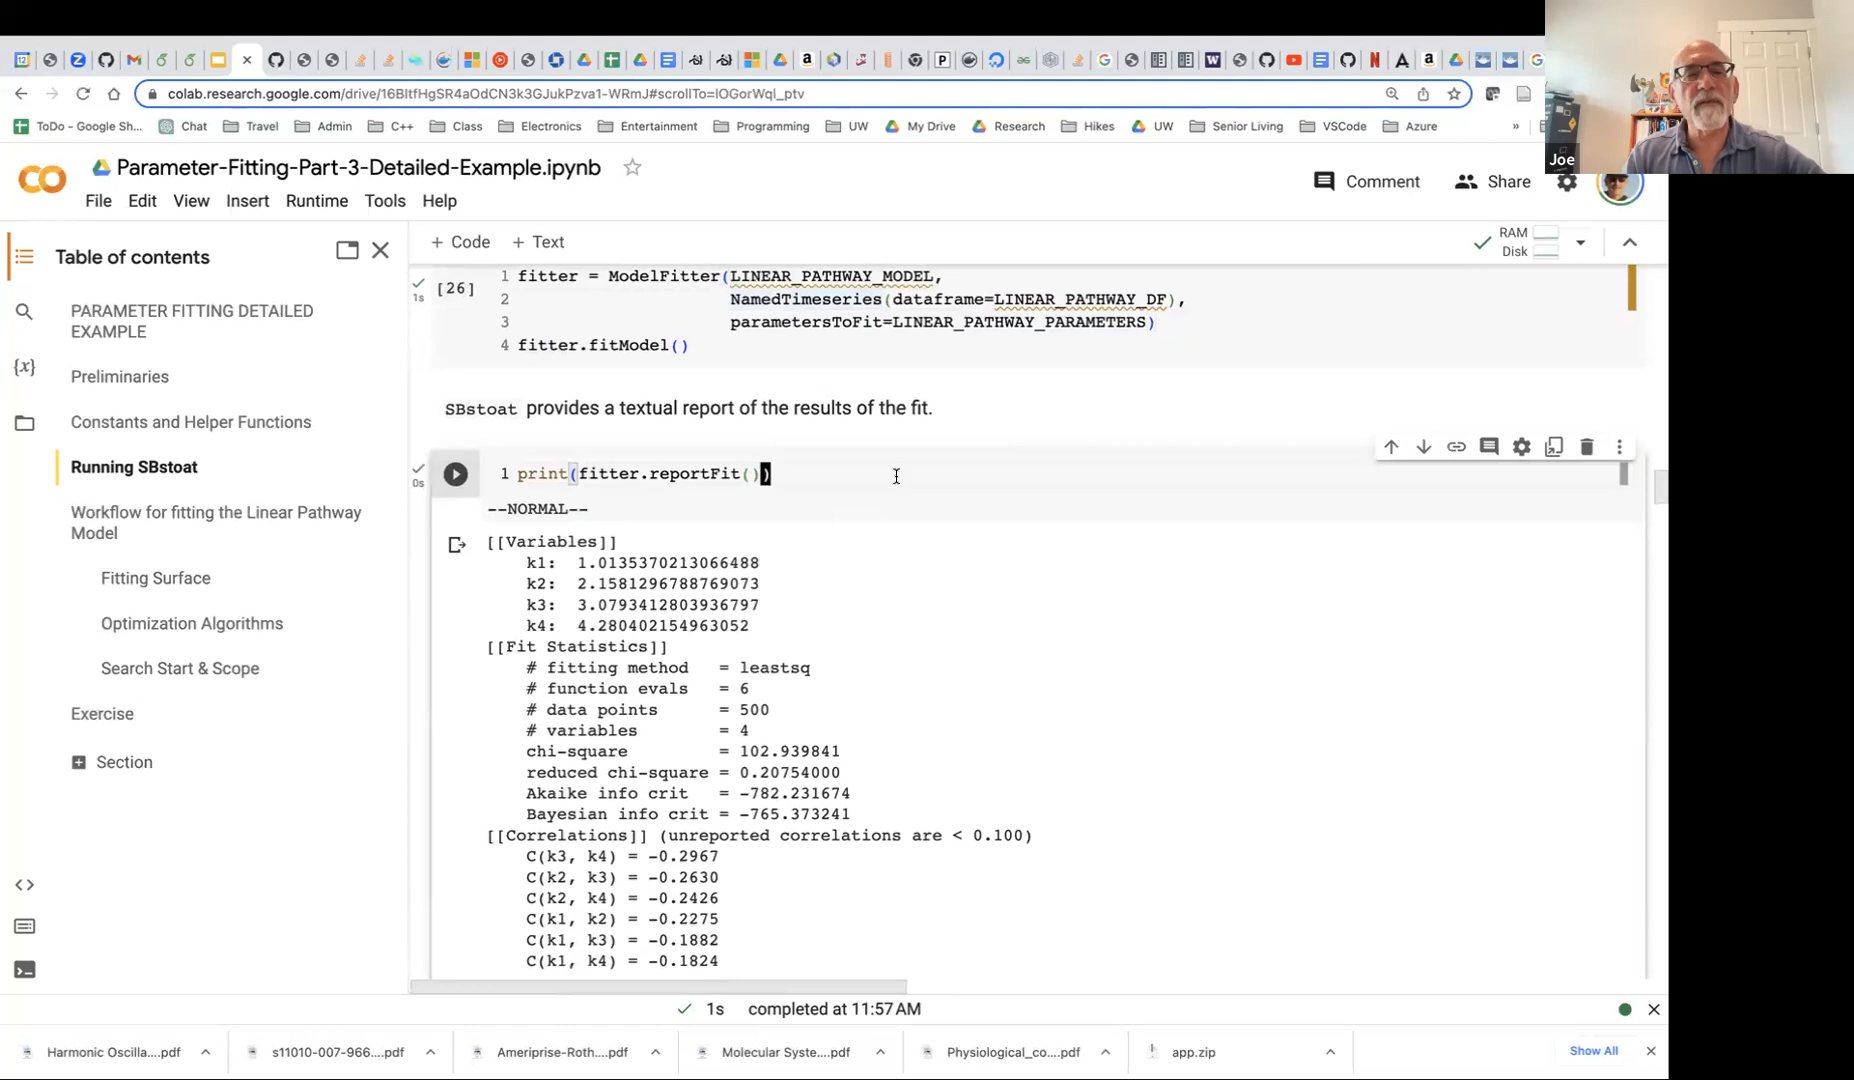 colab.research.google.com/drive/16BltfHgSR4aOdCN3k3GJukPzva1-WRmJ#scrollTo=lOGorWql_ptv
ToDo - Google Sh... Chat Travel Admin C++ Class Electronics Entertainment Programming UW My Drive Research Hikes UW Senior Living VSCode Azure »
Joe
Parameter-Fitting-Part-3-Detailed-Example.ipynb
File Edit View Insert Runtime Tools Help
Comment Share
Table of contents
+ Code + Text
RAM
Disk
PARAMETER FITTING DETAILED
EXAMPLE
Preliminaries
Constants and Helper Functions
Running SBstoat
Workflow for fitting the Linear Pathway
Model
Fitting Surface
Optimization Algorithms
Search Start & Scope
Exercise
Section
1s
[26]
1 fitter = ModelFitter(LINEAR_PATHWAY_MODEL,
2 NamedTimeseries(dataframe=LINEAR_PATHWAY_DF),
3 parametersToFit=LINEAR_PATHWAY_PARAMETERS)
4 fitter.fitModel()
SBstoat provides a textual report of the results of the fit.
0s
1 print(fitter.reportFit())
--NORMAL--
[[Variables]]
k1: 1.0135370213066488
k2: 2.1581296788769073
k3: 3.0793412803936797
k4: 4.280402154963052
[[Fit Statistics]]
# fitting method = leastsq
# function evals = 6
# data points = 500
# variables = 4
chi-square = 102.939841
reduced chi-square = 0.20754000
Akaike info crit = -782.231674
Bayesian info crit = -765.373241
[[Correlations]] (unreported correlations are < 0.100)
C(k3, k4) = -0.2967
C(k2, k3) = -0.2630
C(k2, k4) = -0.2426
C(k1, k2) = -0.2275
C(k1, k3) = -0.1882
C(k1, k4) = -0.1824
1s completed at 11:57 AM
Harmonic Oscilla....pdf s11010-007-966....pdf Ameriprise-Roth....pdf Molecular Syste....pdf Physiological_co....pdf app.zip Show All